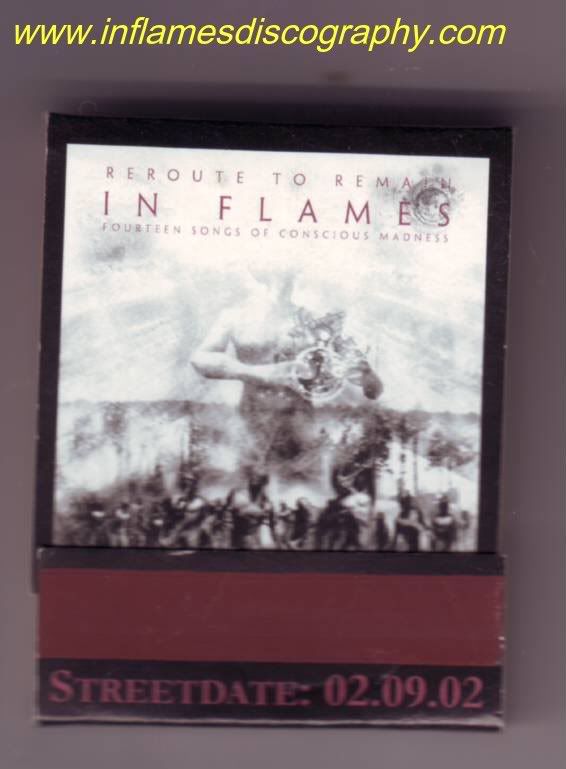 www.inflamesdiscography.com
REROUTE TO REMAIN
IN FLAMES
FOURTEEN SONGS OF CONSCIOUS MADNESS
STREETDATE: 02.09.02